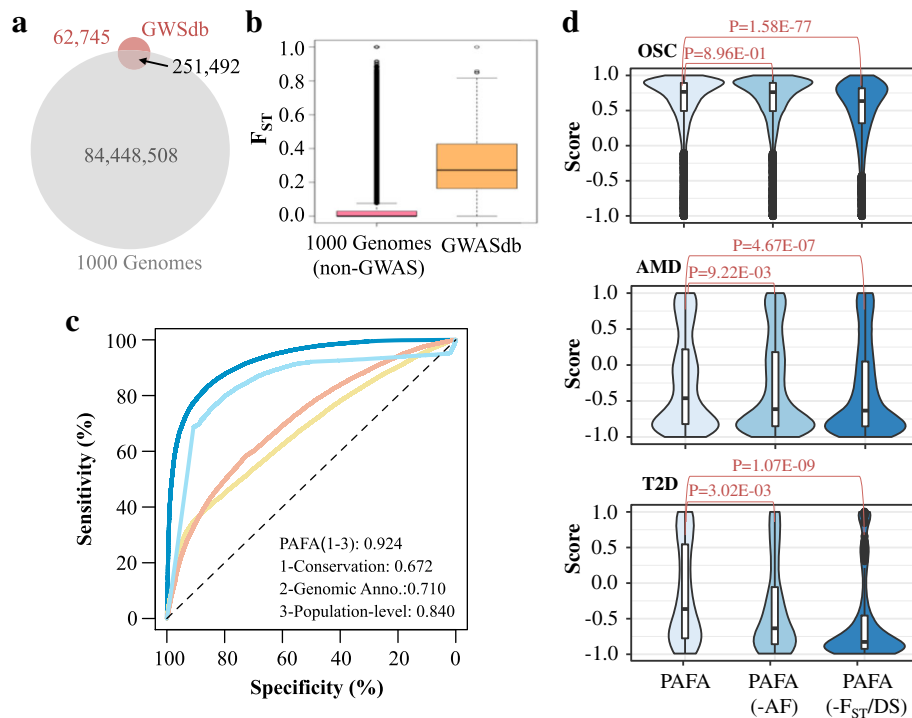 a
GWSdb
62,745
251,492
84,448,508
1000 Genomes
b
F_ST
1.0
0.8
0.6
0.4
0.2
0.0
1000 Genomes
(non-GWAS)
GWASdb
c
Sensitivity (%)
100
80
60
40
20
0
100
80
60
40
20
0
Specificity (%)
PAFA(1-3): 0.924
1-Conservation: 0.672
2-Genomic Anno.:0.710
3-Population-level: 0.840
d
P=1.58E-77
OSC
P=8.96E-01
Score
1.0
0.5
0.0
-0.5
-1.0
P=4.67E-07
AMD
P=9.22E-03
Score
1.0
0.5
0.0
-0.5
-1.0
P=1.07E-09
T2D
P=3.02E-03
Score
1.0
0.5
0.0
-0.5
-1.0
PAFA
PAFA
(-AF)
PAFA
(-F_ST/DS)